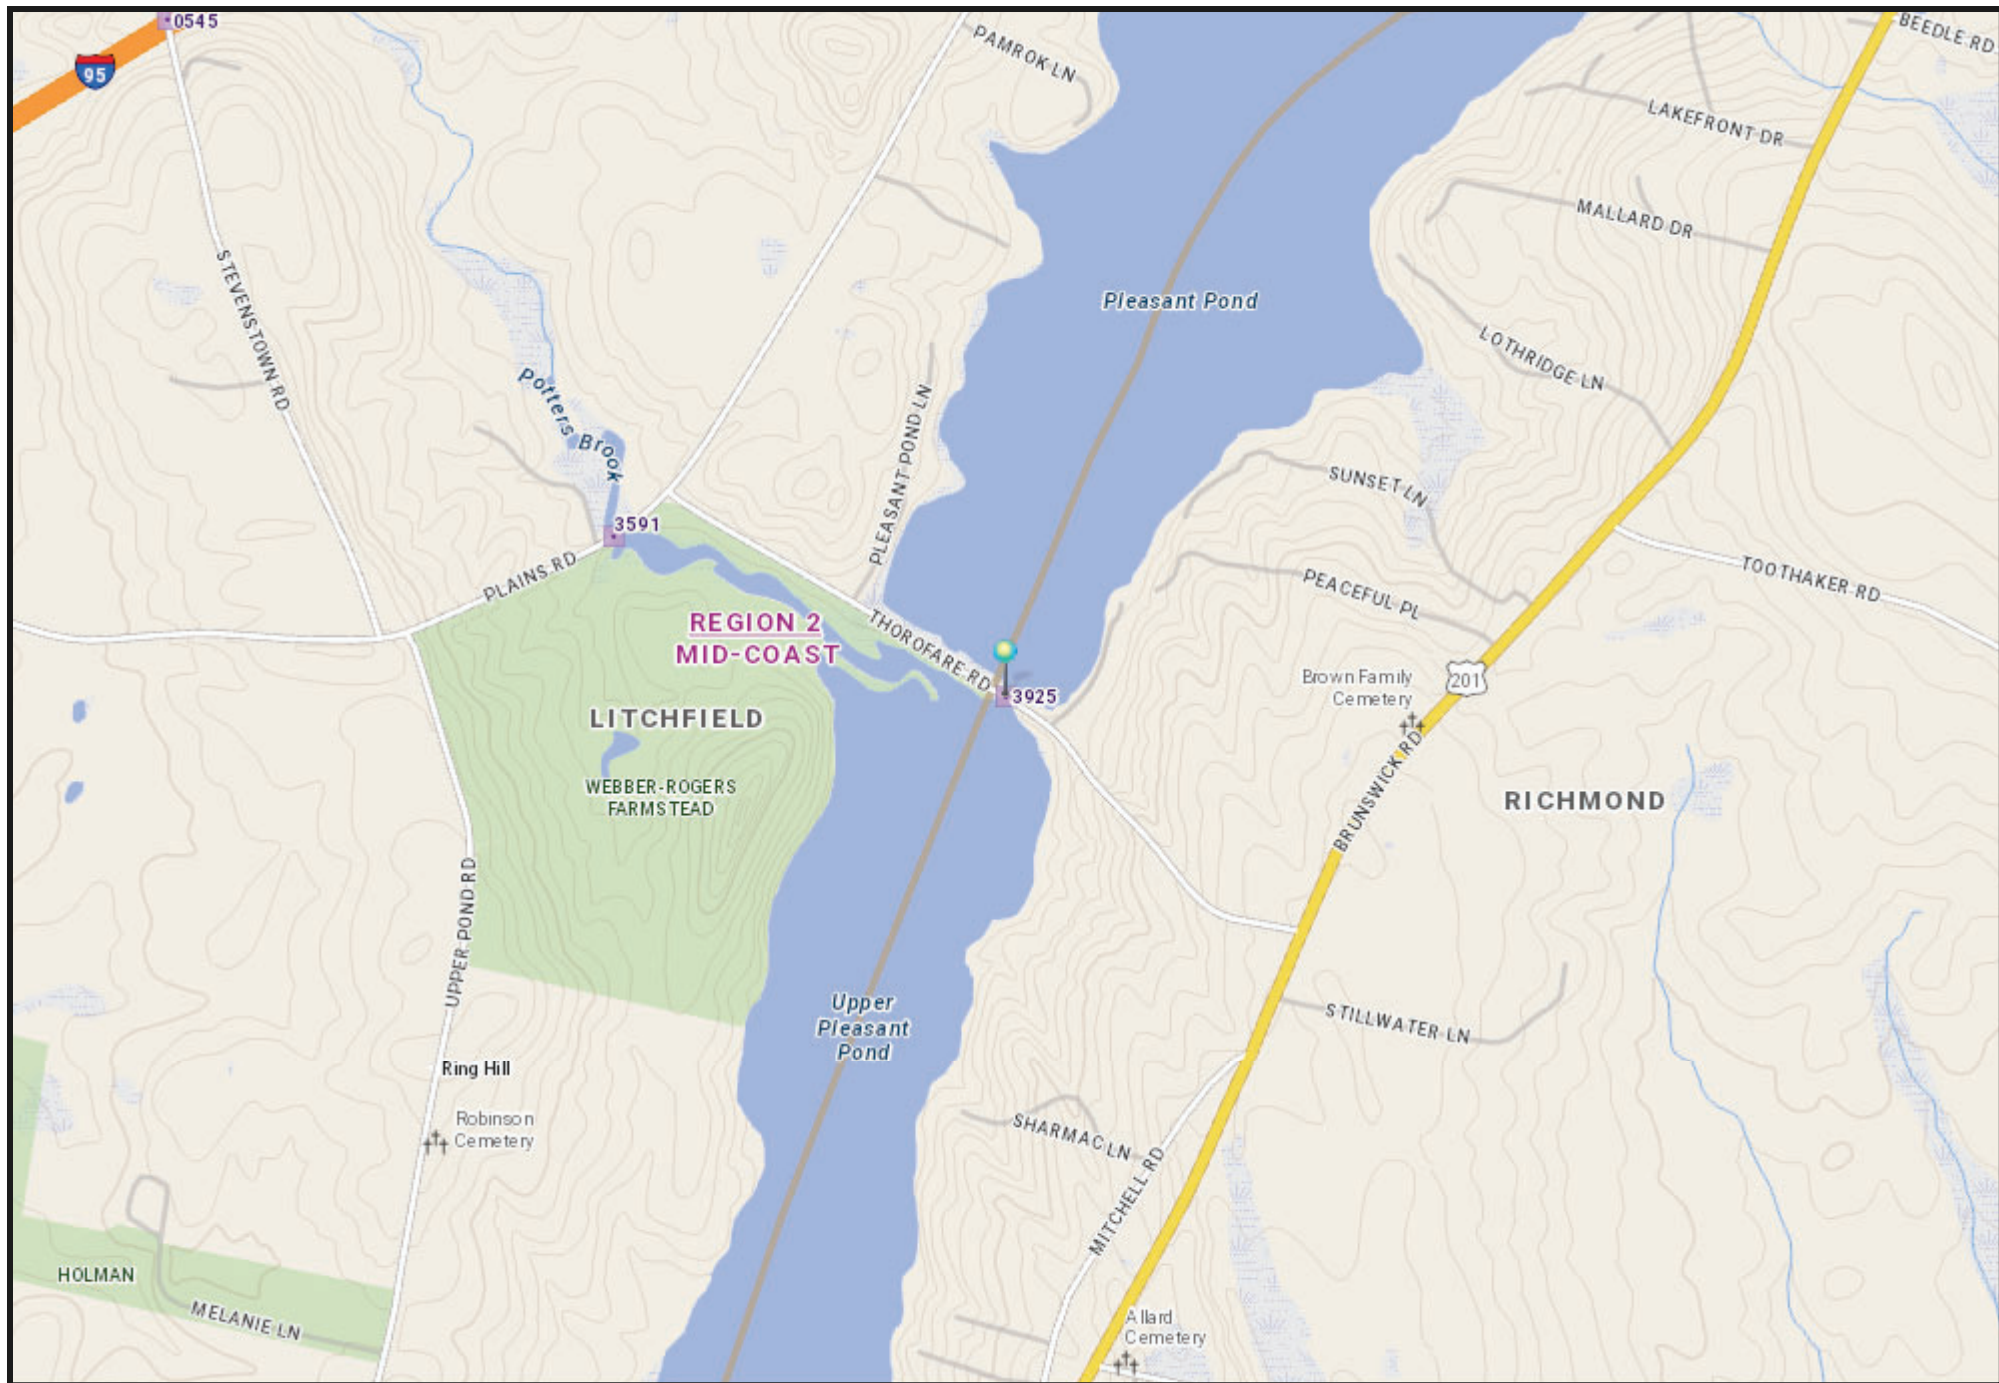 0545
95
PAMROK LN
BEEDLE RD
LAKEFRONT DR
MALLARD DR
STEVENSTOWN RD
Pleasant Pond
LOTHRIDGE LN
Potters Brook
PLEASANT POND LN
SUNSET LN
3591
PLAINS RD
TOOTHAKER RD
PEACEFUL PL
REGION 2
MID-COAST
THOROFARE RD
3925
Brown Family
Cemetery
201
LITCHFIELD
BRUNSWICK RD
WEBBER-ROGERS
FARMSTEAD
RICHMOND
UPPER POND RD
Upper
Pleasant
Pond
STILLWATER LN
Ring Hill
Robinson
Cemetery
SHARMAC LN
MITCHELL RD
HOLMAN
MELANIE LN
Allard
Cemetery